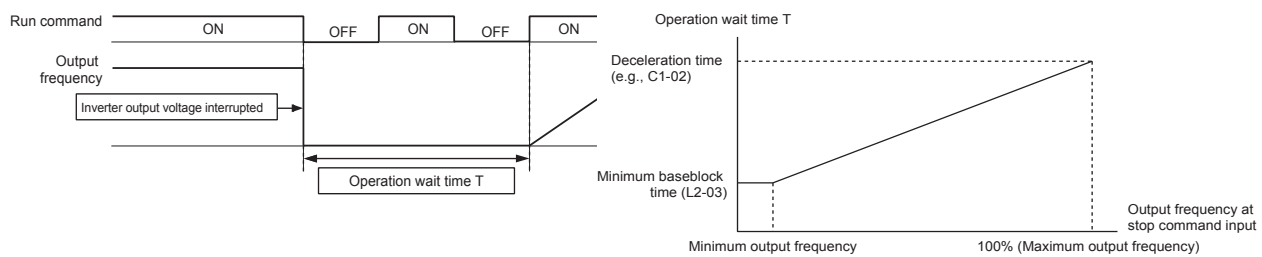 Run command
ON
OFF
ON
OFF
ON
Output
frequency
Inverter output voltage interrupted
Operation wait time T
Operation wait time T
Deceleration time
(e.g., C1-02)
Minimum baseblock
time (L2-03)
Output frequency at
stop command input
Minimum output frequency
100% (Maximum output frequency)